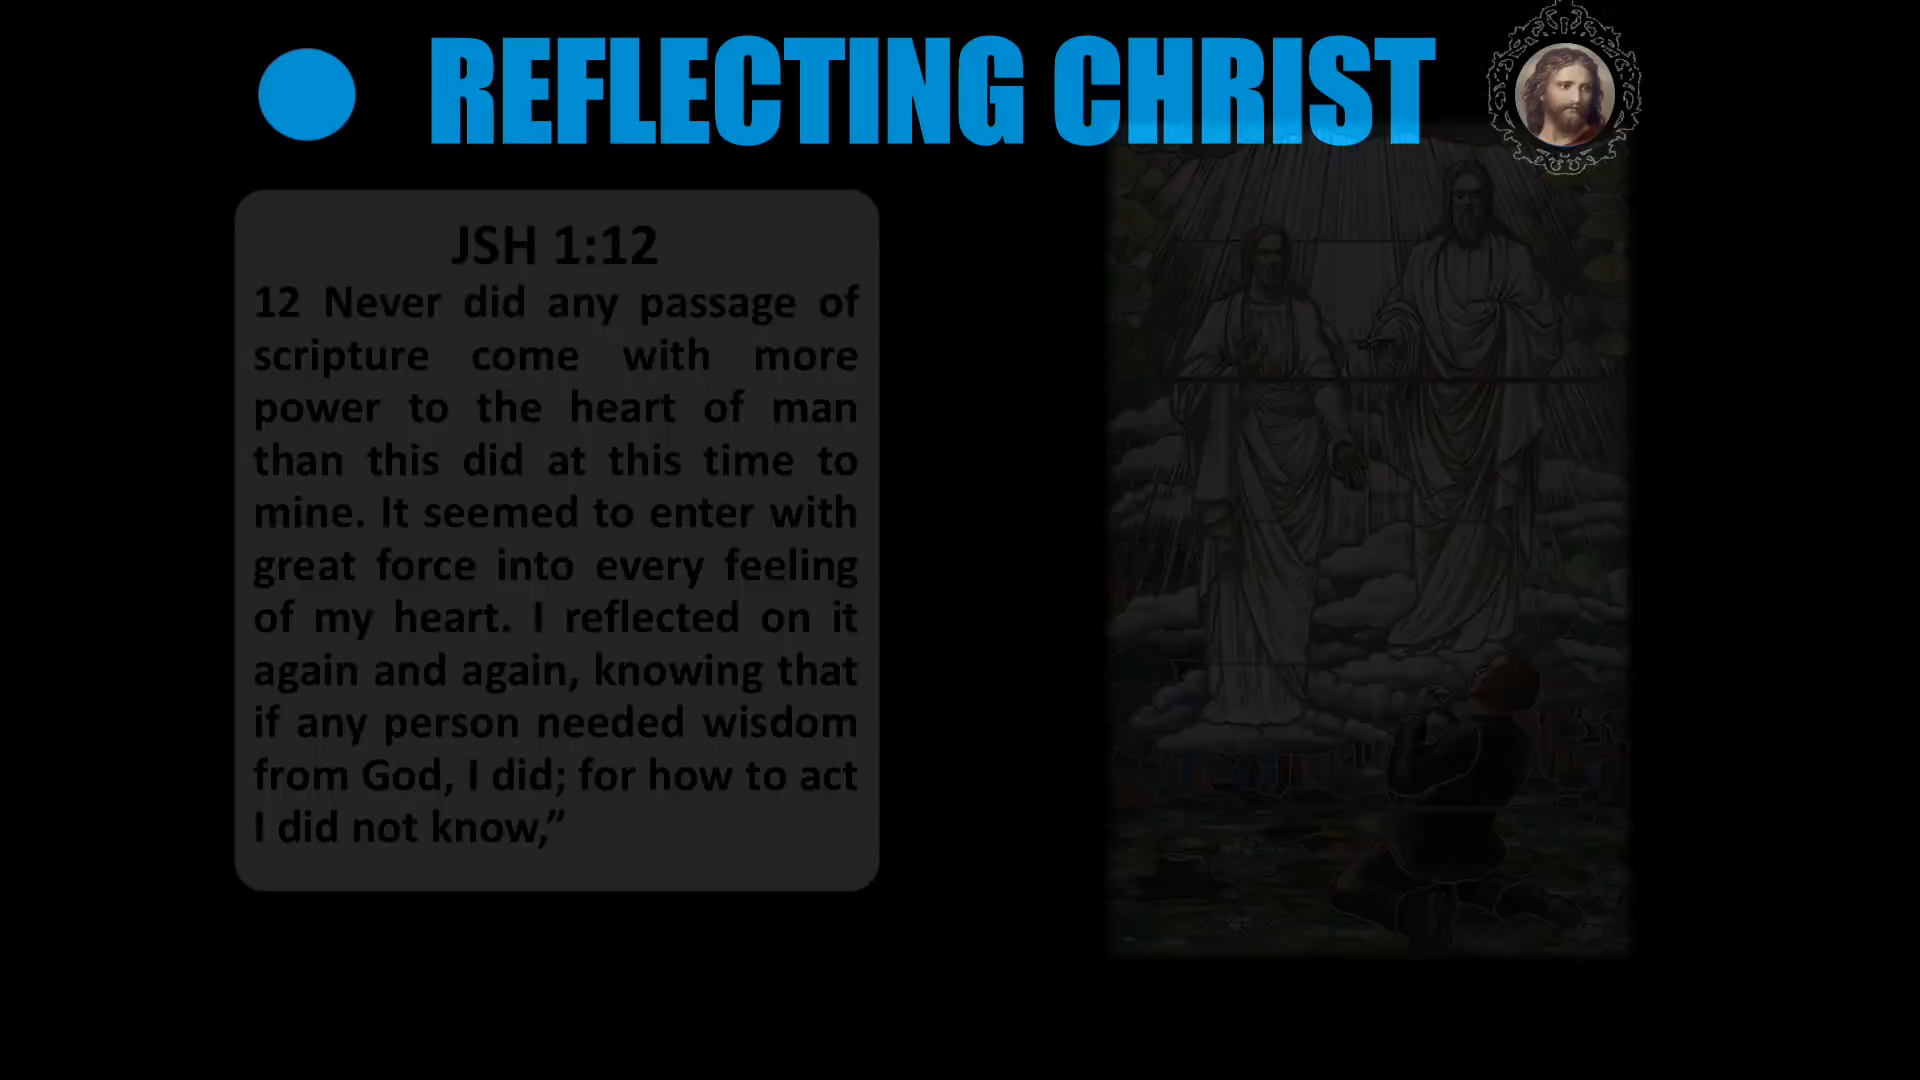 REFLECTING CHRIST
JSH 1:12
12 Never did any passage of
scripture come with more
power to the heart of man
than this did at this time to
mine. It seemed to enter with
great force into every feeling
of my heart. I reflected on it
again and again, knowing that
if any person needed wisdom
from God, I did; for how to act
I did not know,”